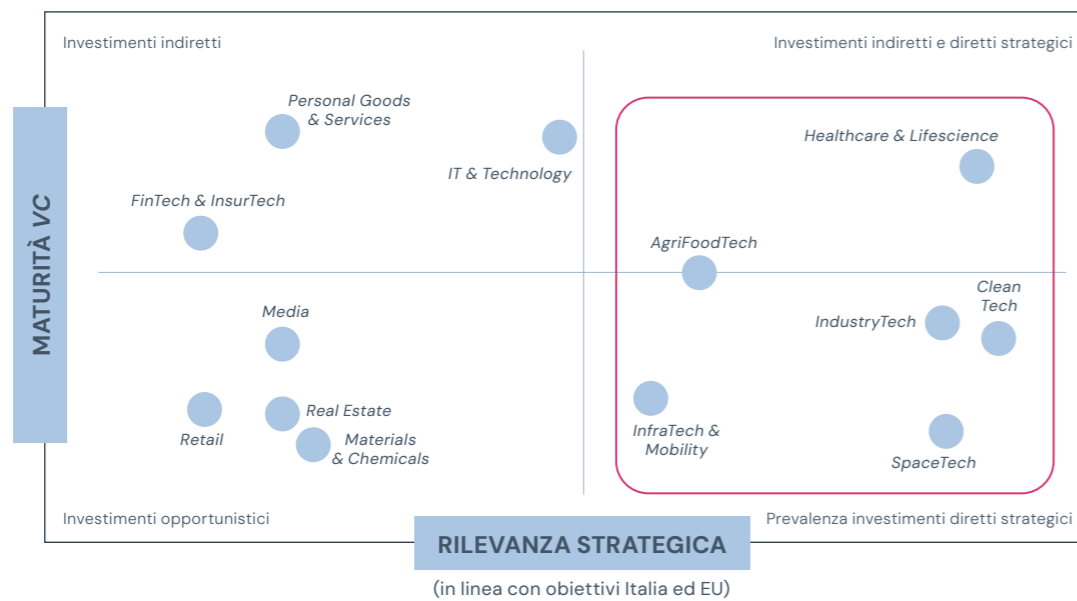 Investimenti indiretti
Investimenti indiretti e diretti strategici
Personal Goods
& Services
Healthcare & Lifescience
IT & Technology
FinTech & InsurTech
AgriFoodTech
MATURITÀ VC
Clean
Tech
Media
IndustryTech
Real Estate
Retail
Materials
& Chemicals
InfraTech &
Mobility
SpaceTech
Investimenti opportunistici
Prevalenza investimenti diretti strategici
RILEVANZA STRATEGICA
(in linea con obiettivi Italia ed EU)